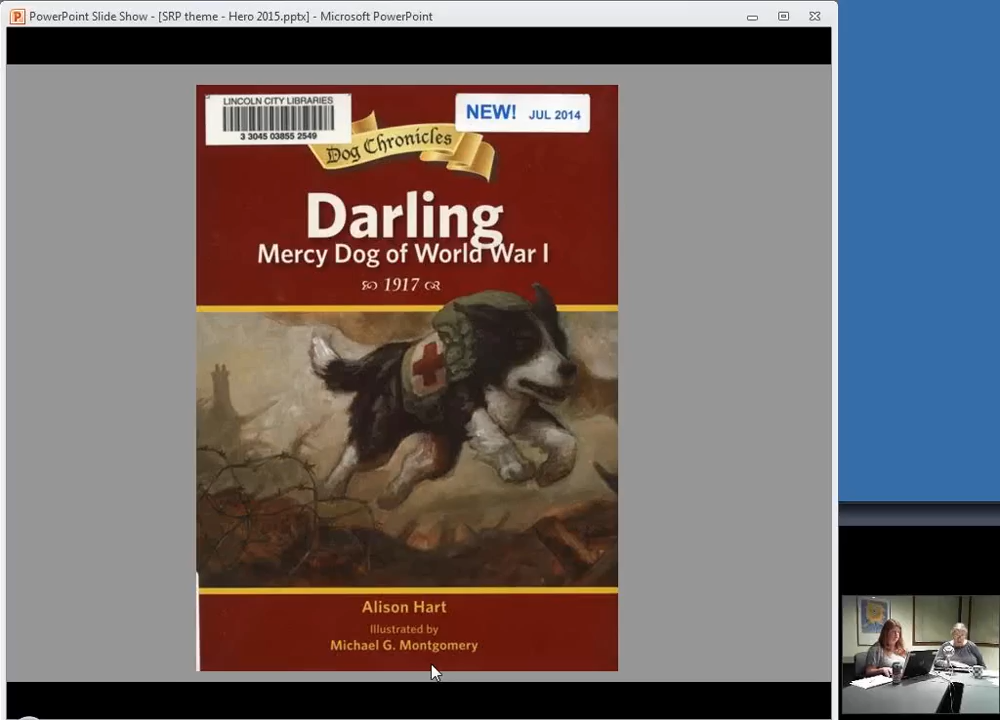 PowerPoint Slide Show - [SRP theme - Hero 2015.pptx] - Microsoft PowerPoint
LINCOLN CITY LIBRARIES
3 3045 03855 2549
NEW! JUL 2014
Dog Chronicles
Darling
Mercy Dog of World War I
1917
Alison Hart
Illustrated by
Michael G. Montgomery